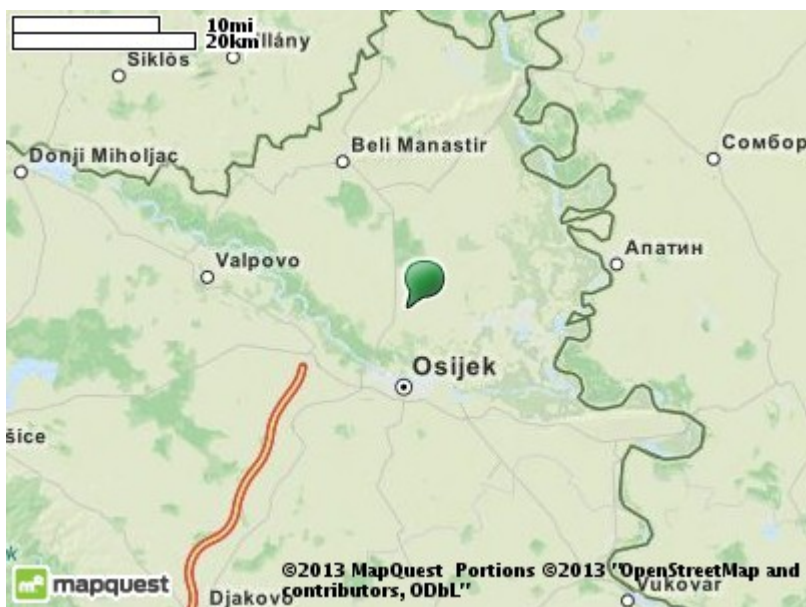 10mi
20km
Siklós
Donji Miholjac
Beli Manastir
Сомбор
Valpovo
Апатин
Osijek
mapquest
©2013 MapQuest Portions ©2013 "OpenStreetMap and
contributors, ODbL"
Djakovo
Vukovar